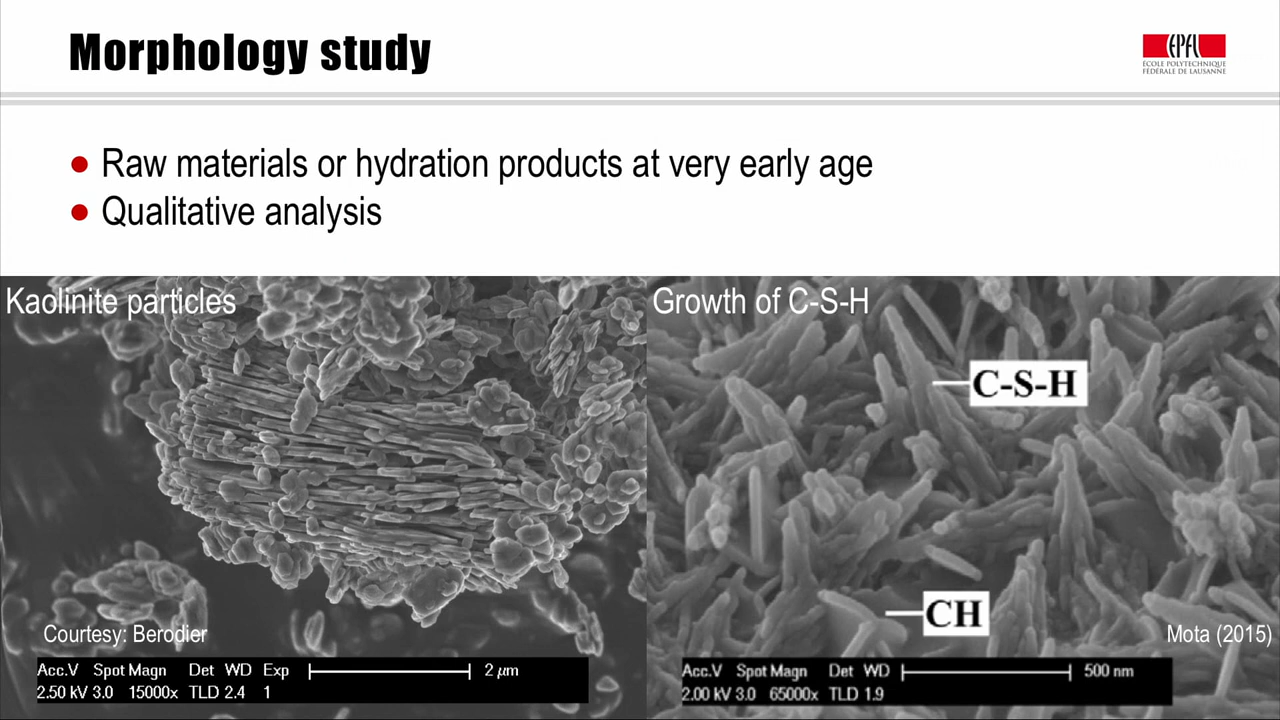 Morphology study
EPFL
ÉCOLE POLYTECHNIQUE
FÉDÉRALE DE LAUSANNE
● Raw materials or hydration products at very early age
● Qualitative analysis
Kaolinite particles
Courtesy: Berodier
Acc.V Spot Magn Det WD Exp 2 µm
2.50 kV 3.0 15000x TLD 2.4 1
Growth of C-S-H
C-S-H
CH
Mota (2015)
Acc.V Spot Magn Det WD 500 nm
2.00 kV 3.0 65000x TLD 1.9